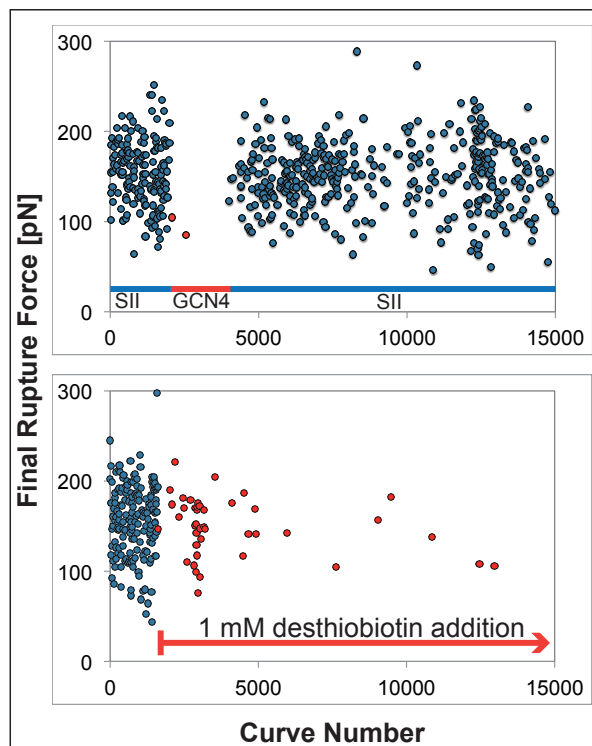 Final Rupture Force [pN]
300
200
100
0
SII GCN4 SII
0 5000 10000 15000
300
200
100
0
1 mM desthiobiotin addition
0 5000 10000 15000
Curve Number